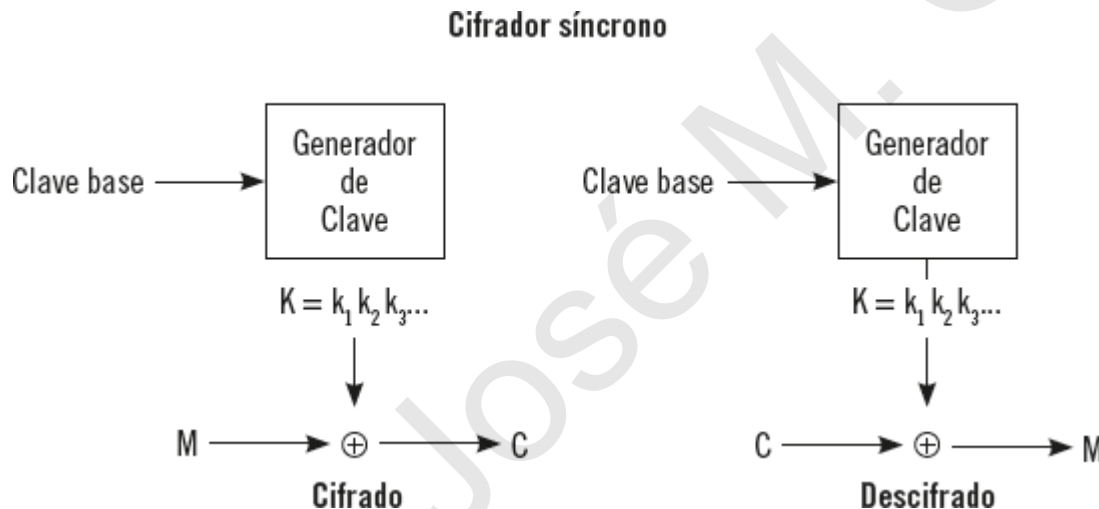 Cifrador síncrono
Clave base
Generador
de
Clave
K = k₁ k₂ k₃...
M ⊕ C
Cifrado
Clave base
Generador
de
Clave
K = k₁ k₂ k₃...
C ⊕ M
Descifrado
José M.